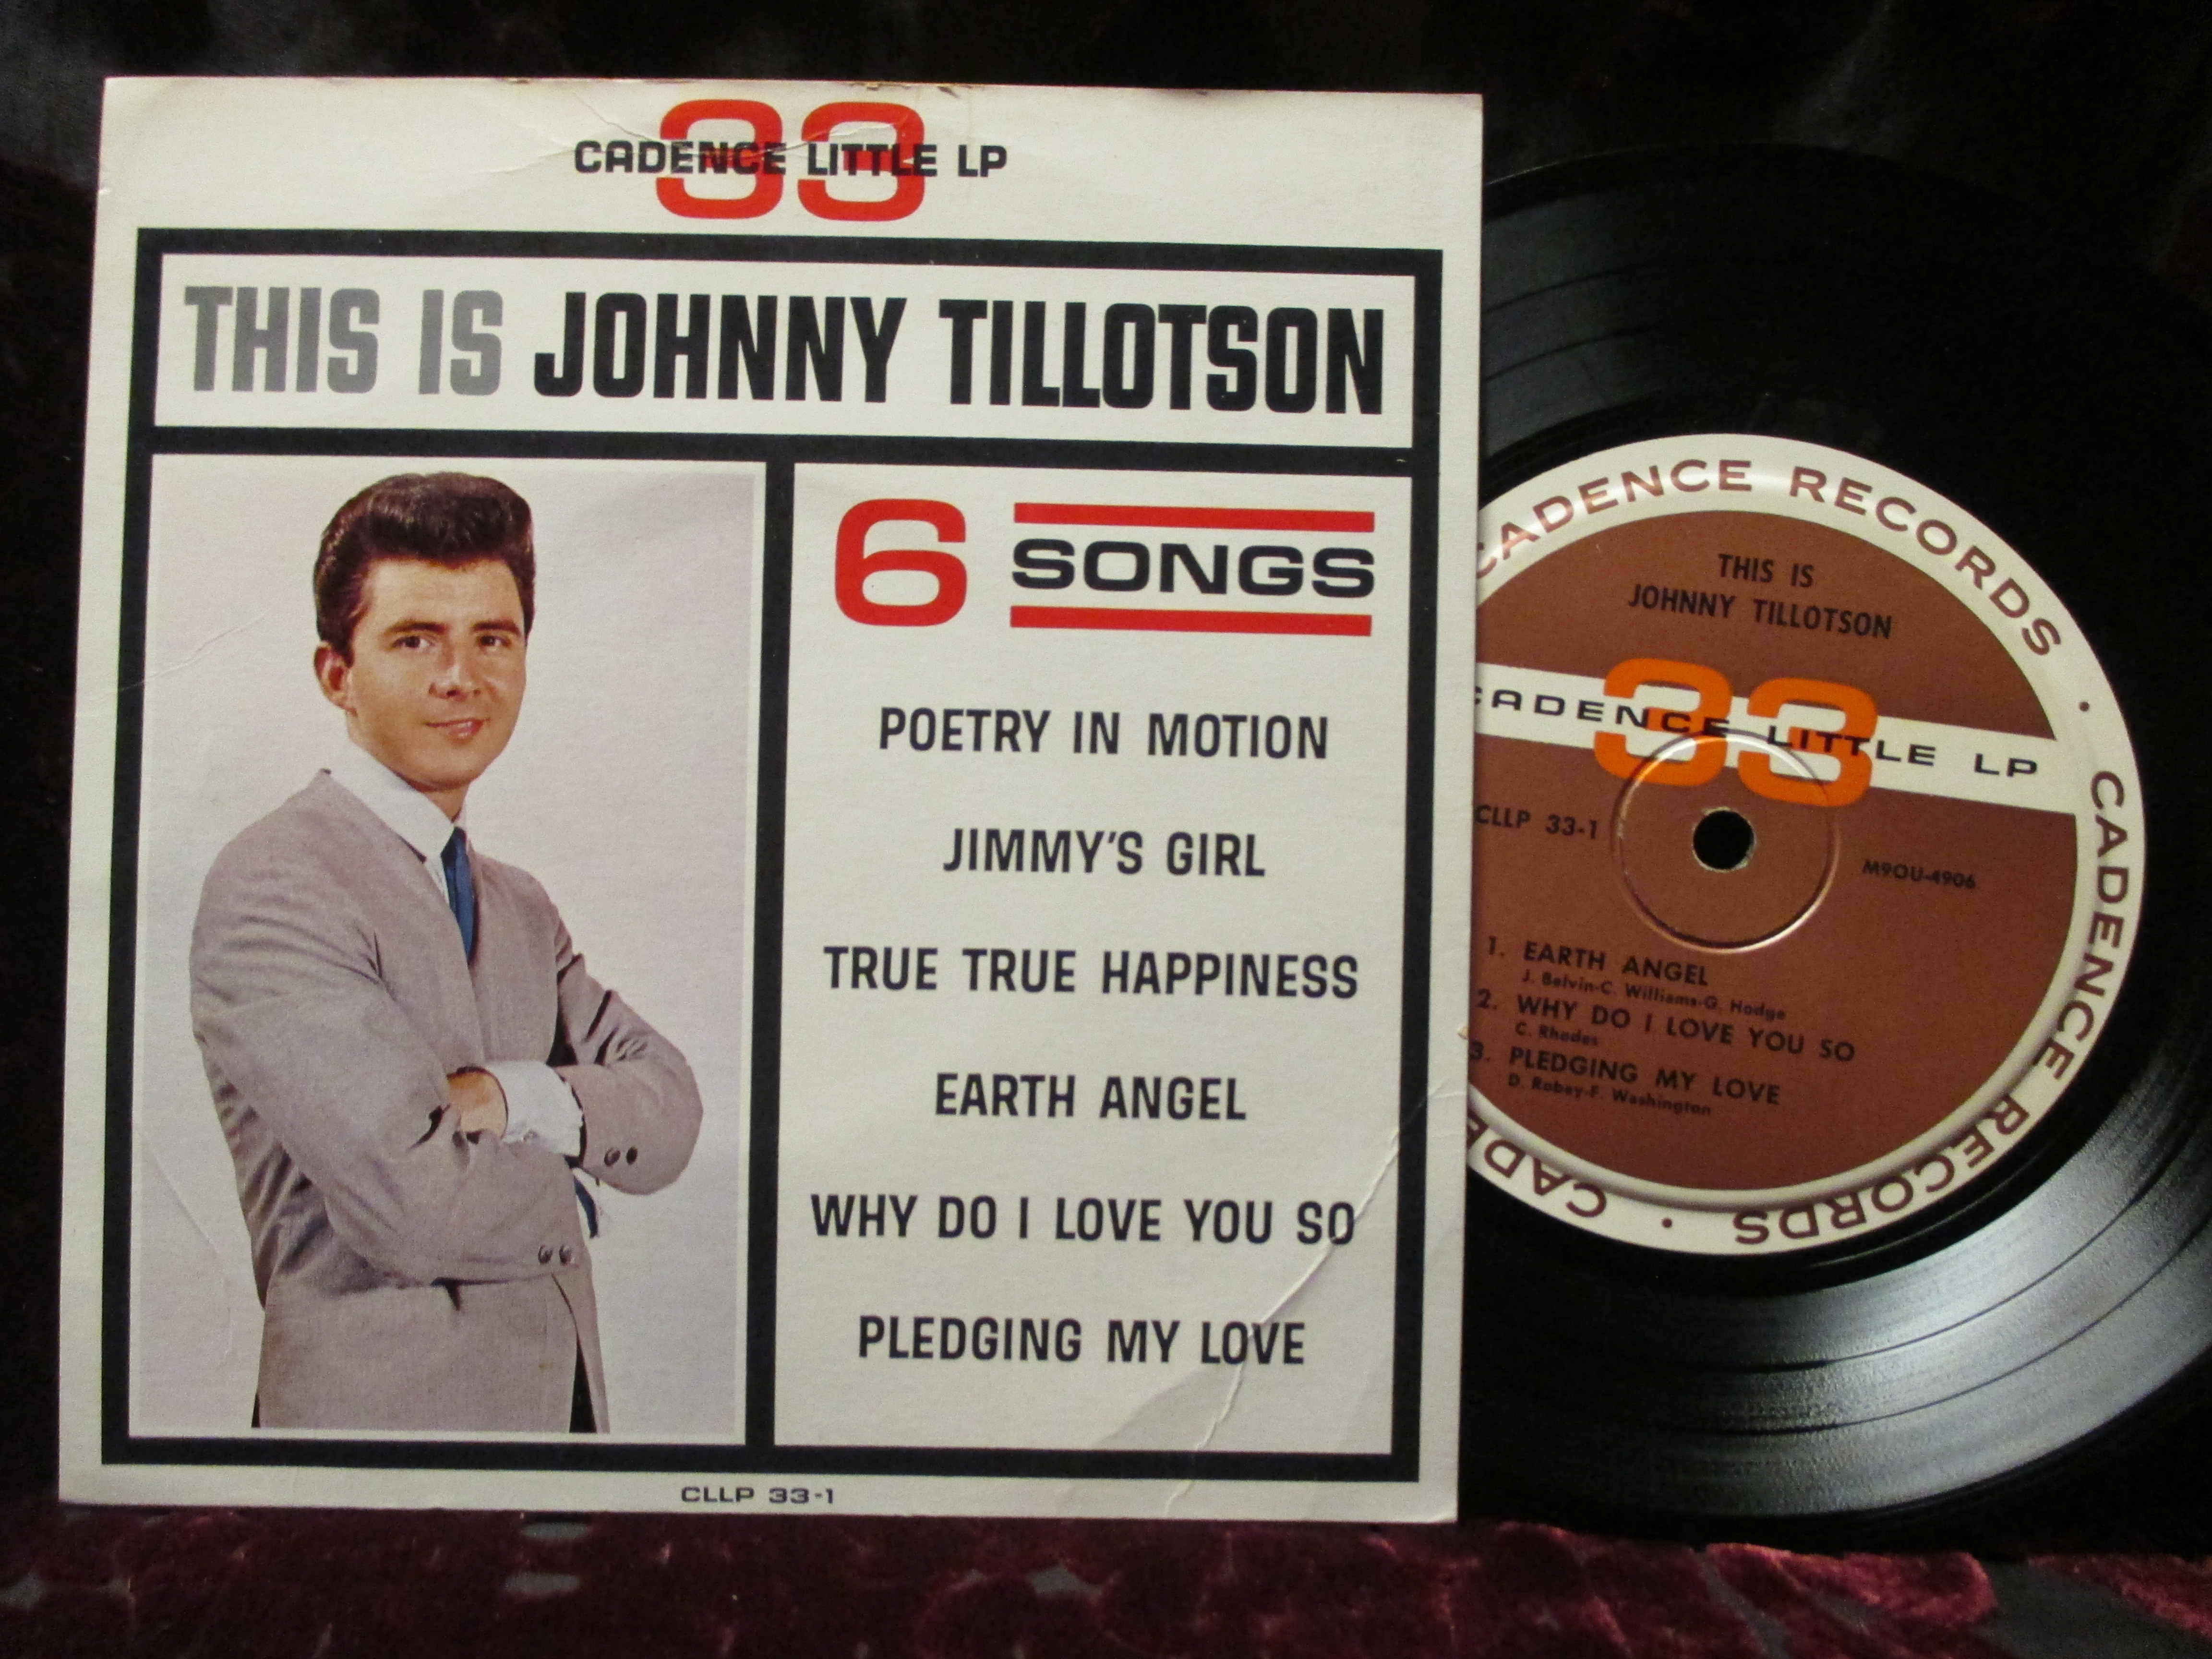 33
CADENCE LITTLE LP
THIS IS JOHNNY TILLOTSON
6 SONGS
POETRY IN MOTION
JIMMY'S GIRL
TRUE TRUE HAPPINESS
EARTH ANGEL
WHY DO I LOVE YOU SO
PLEDGING MY LOVE
CLLP 33-1
CADENCE RECORDS • CADENCE RECORDS •
THIS IS
JOHNNY TILLOTSON
33
CADENCE LITTLE LP
CLLP 33-1
M9OU-4906
1. EARTH ANGEL
J. Belvin-C. Williams-G. Hodge
2. WHY DO I LOVE YOU SO
C. Rhodes
3. PLEDGING MY LOVE
D. Robey-F. Washington